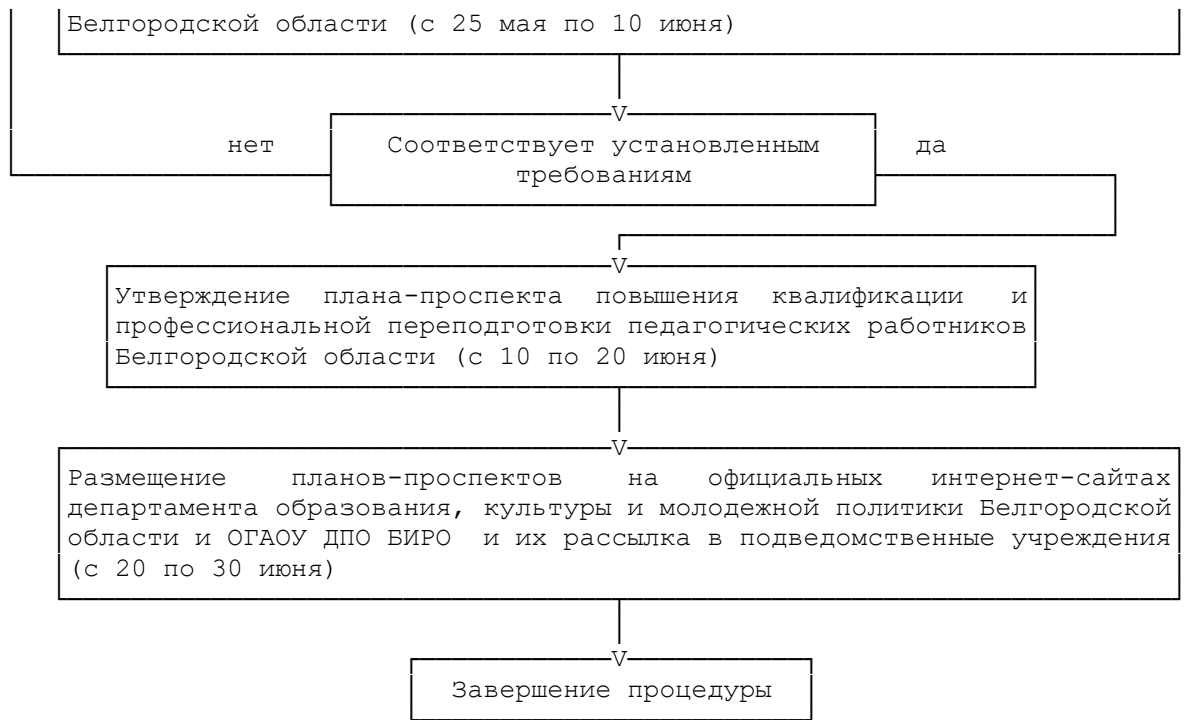 Белгородской области (с 25 мая по 10 июня)
V
нет Соответствует установленным да
требованиям
V
Утверждение плана-проспекта повышения квалификации и
профессиональной переподготовки педагогических работников
Белгородской области (с 10 по 20 июня)
V
Размещение планов-проспектов на официальных интернет-сайтах
департамента образования, культуры и молодежной политики Белгородской
области и ОГАОУ ДПО БИРО и их рассылка в подведомственные учреждения
(с 20 по 30 июня)
V
Завершение процедуры